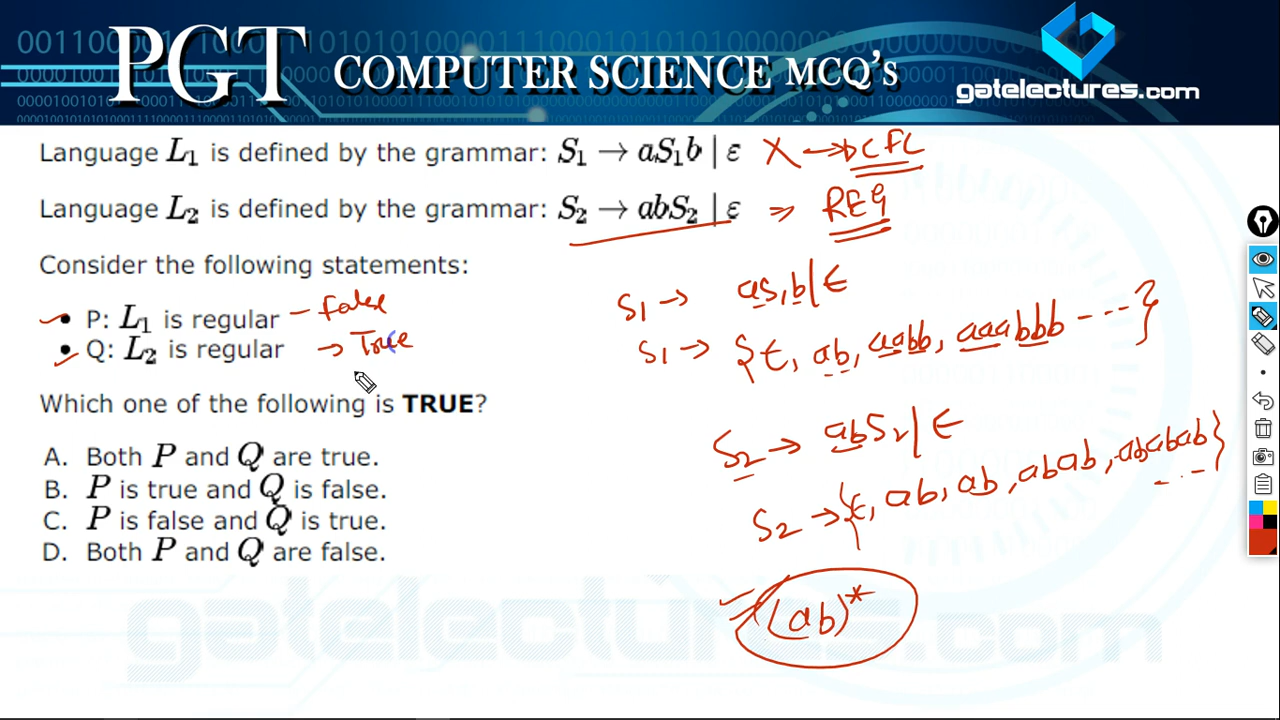 PGT COMPUTER SCIENCE MCQ's
gatelectures.com
Language L₁ is defined by the grammar: S₁ → aS₁b | ε X → CFL
Language L₂ is defined by the grammar: S₂ → abS₂ | ε ⇒ REG
Consider the following statements:
• P: L₁ is regular – False
• Q: L₂ is regular → True
Which one of the following is TRUE?
A. Both P and Q are true.
B. P is true and Q is false.
C. P is false and Q is true.
D. Both P and Q are false.
S1 → aS1b | ε
S1 → {ε, ab, aabb, aaabbb ---}
S2 → abS2 | ε
S2 → {ε, ab, ab, abab, ababab} ---
(ab)*
gatelectures.com